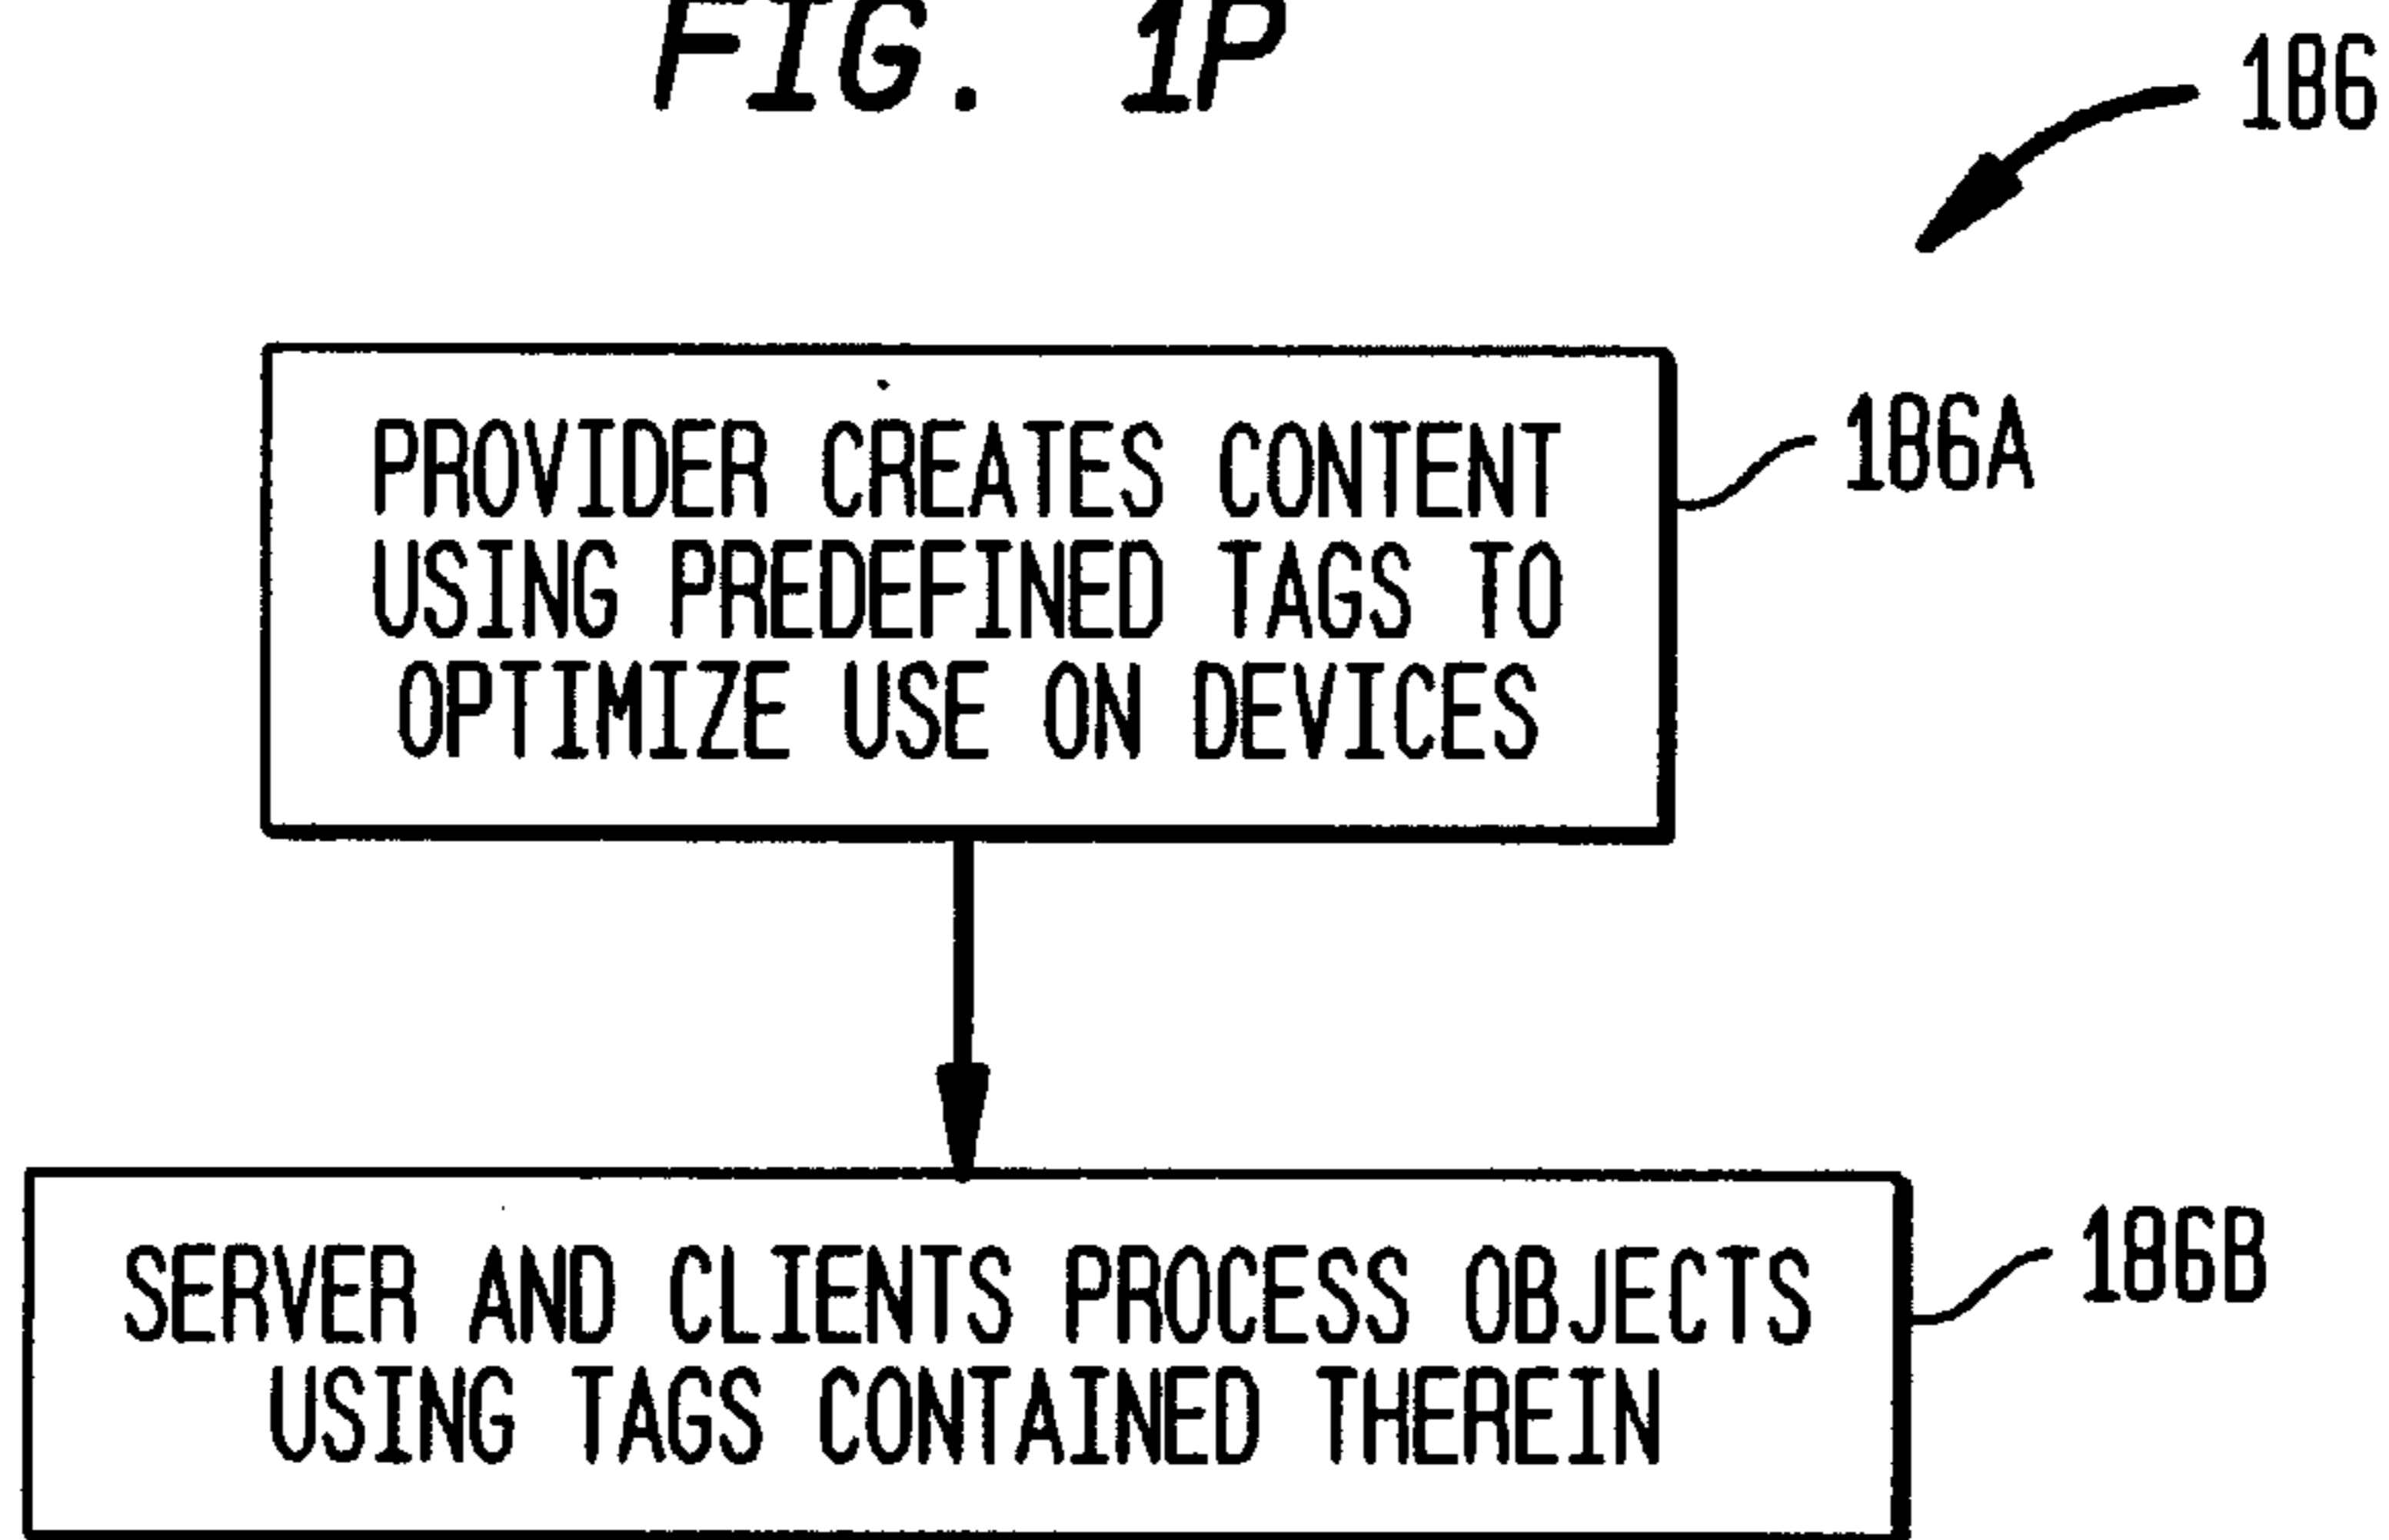 FIG. 1P
186
PROVIDER CREATES CONTENT
USING PREDEFINED TAGS TO
OPTIMIZE USE ON DEVICES
186A
SERVER AND CLIENTS PROCESS OBJECTS
USING TAGS CONTAINED THEREIN
186B